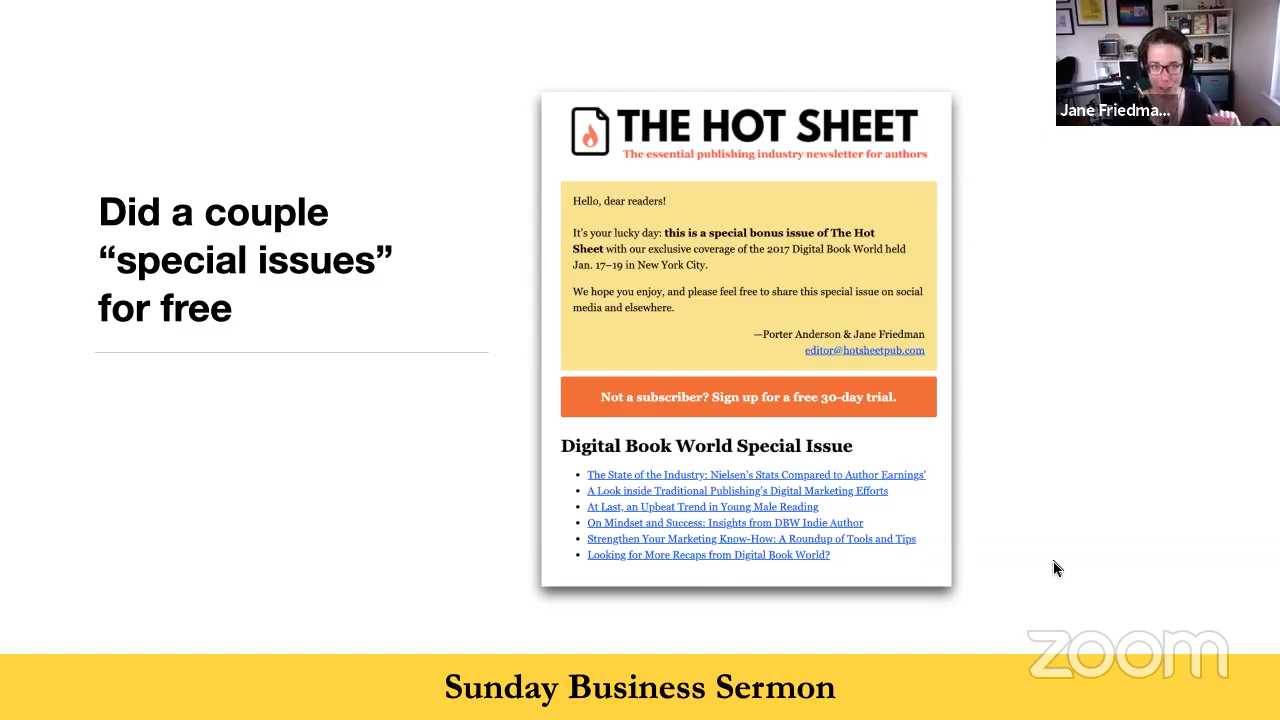 Jane Friedma...
Did a couple
“special issues”
for free
THE HOT SHEET
The essential publishing industry newsletter for authors
Hello, dear readers!
It’s your lucky day: this is a special bonus issue of The Hot
Sheet with our exclusive coverage of the 2017 Digital Book World held
Jan. 17–19 in New York City.
We hope you enjoy, and please feel free to share this special issue on social
media and elsewhere.
—Porter Anderson & Jane Friedman
editor@hotsheetpub.com
Not a subscriber? Sign up for a free 30-day trial.
Digital Book World Special Issue
• The State of the Industry: Nielsen’s Stats Compared to Author Earnings’
• A Look inside Traditional Publishing’s Digital Marketing Efforts
• At Last, an Upbeat Trend in Young Male Reading
• On Mindset and Success: Insights from DBW Indie Author
• Strengthen Your Marketing Know-How: A Roundup of Tools and Tips
• Looking for More Recaps from Digital Book World?
zoom
Sunday Business Sermon